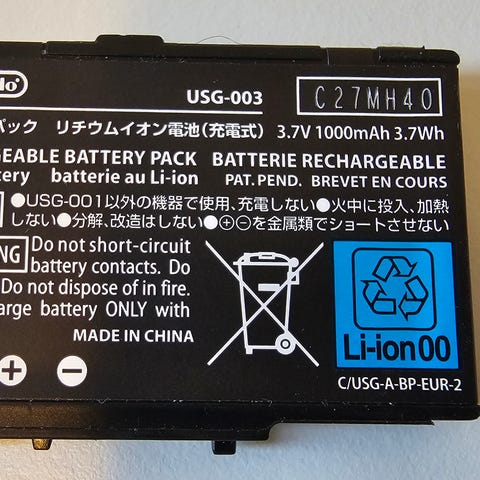 USG-003 C27MH40
パック リチウムイオン電池(充電式) 3.7V 1000mAh 3.7Wh
BATTERY PACK BATTERIE RECHARGEABLE
batterie au Li-ion PAT. PEND. BREVET EN COURS
●USG-001以外の機器で使用、充電しない●火中に投入、加熱
しない●分解、改造はしない●⊕⊖を金属類でショートさせない
Do not short-circuit
battery contacts. Do
Do not dispose of in fire.
battery ONLY with
MADE IN CHINA
Li-ion 00
+ −
C/USG-A-BP-EUR-2